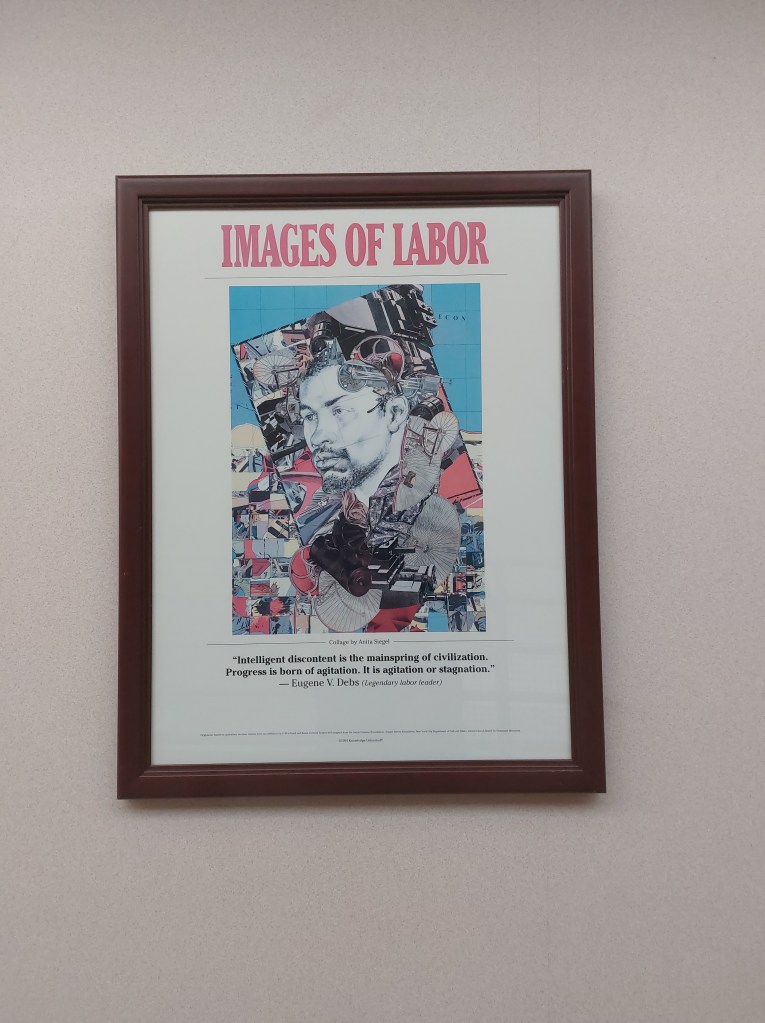 IMAGES OF LABOR
Collage by Anita Siegel
“Intelligent discontent is the mainspring of civilization.
Progress is born of agitation. It is agitation or stagnation.”
— Eugene V. Debs (Legendary labor leader)